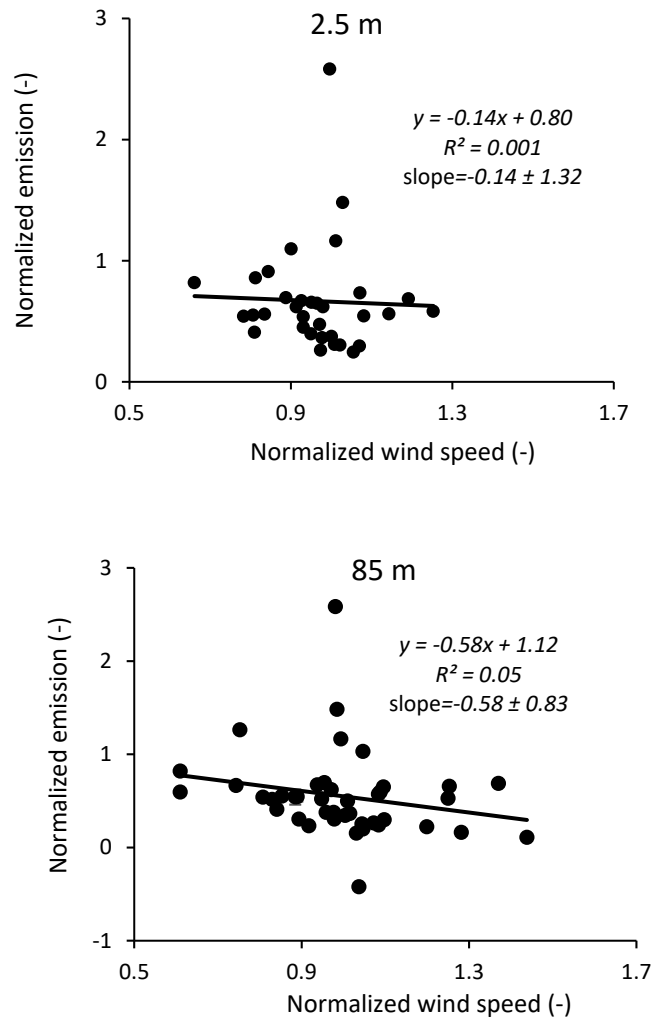 2.5 m
3
2
1
0
Normalized emission (-)
y = -0.14x + 0.80
R² = 0.001
slope=-0.14 ± 1.32
0.5 0.9 1.3 1.7
Normalized wind speed (-)
85 m
3
2
1
0
-1
Normalized emission (-)
y = -0.58x + 1.12
R² = 0.05
slope=-0.58 ± 0.83
0.5 0.9 1.3 1.7
Normalized wind speed (-)